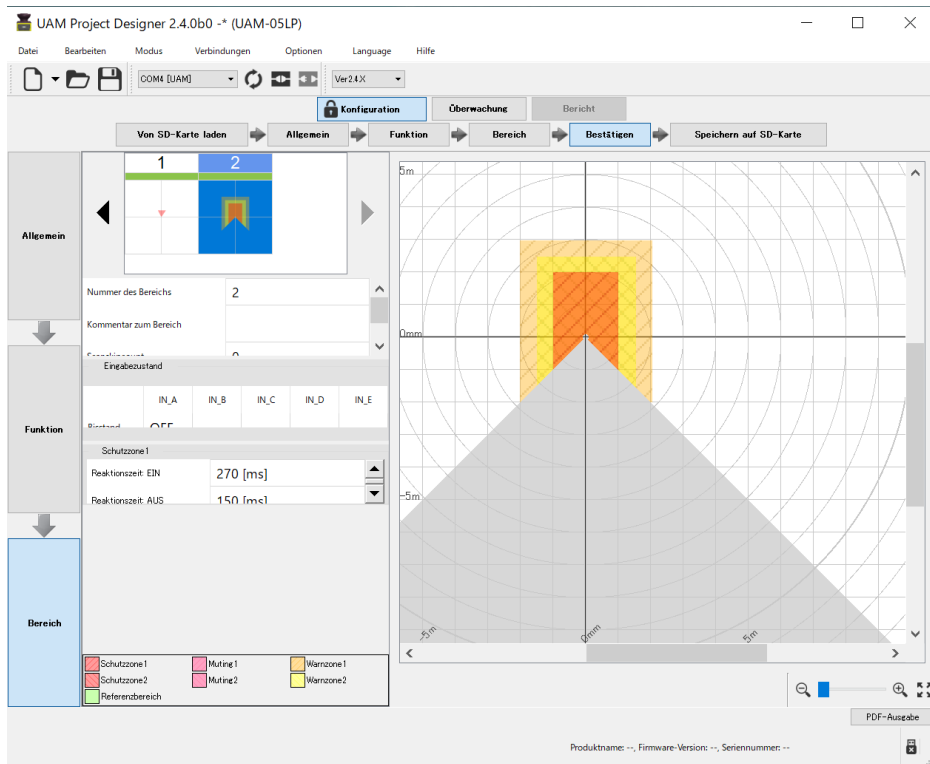 UAM Project Designer 2.4.0b0 -* (UAM-05LP)
Datei Bearbeiten Modus Verbindungen Optionen Language Hilfe
COM4 [UAM] Ver2.4.X
Konfiguration Überwachung Bericht
Von SD-Karte laden Allgemein Funktion Bereich Bestätigen Speichern auf SD-Karte
Allgemein
Funktion
Bereich
1 2
Nummer des Bereichs 2
Kommentar zum Bereich
Eingabezustand
IN_A IN_B IN_C IN_D IN_E
OFF
Schutzzone1
Reaktionszeit EIN 270 [ms]
Reaktionszeit AUS 150 [ms]
Schutzzone1 Muting1 Warnzone1
Schutzzone2 Muting2 Warnzone2
Referenzbereich
5m
0mm
-5m
-5m 0mm 5m
PDF-Ausgabe
Produktname: --, Firmware-Version: --, Seriennummer: --